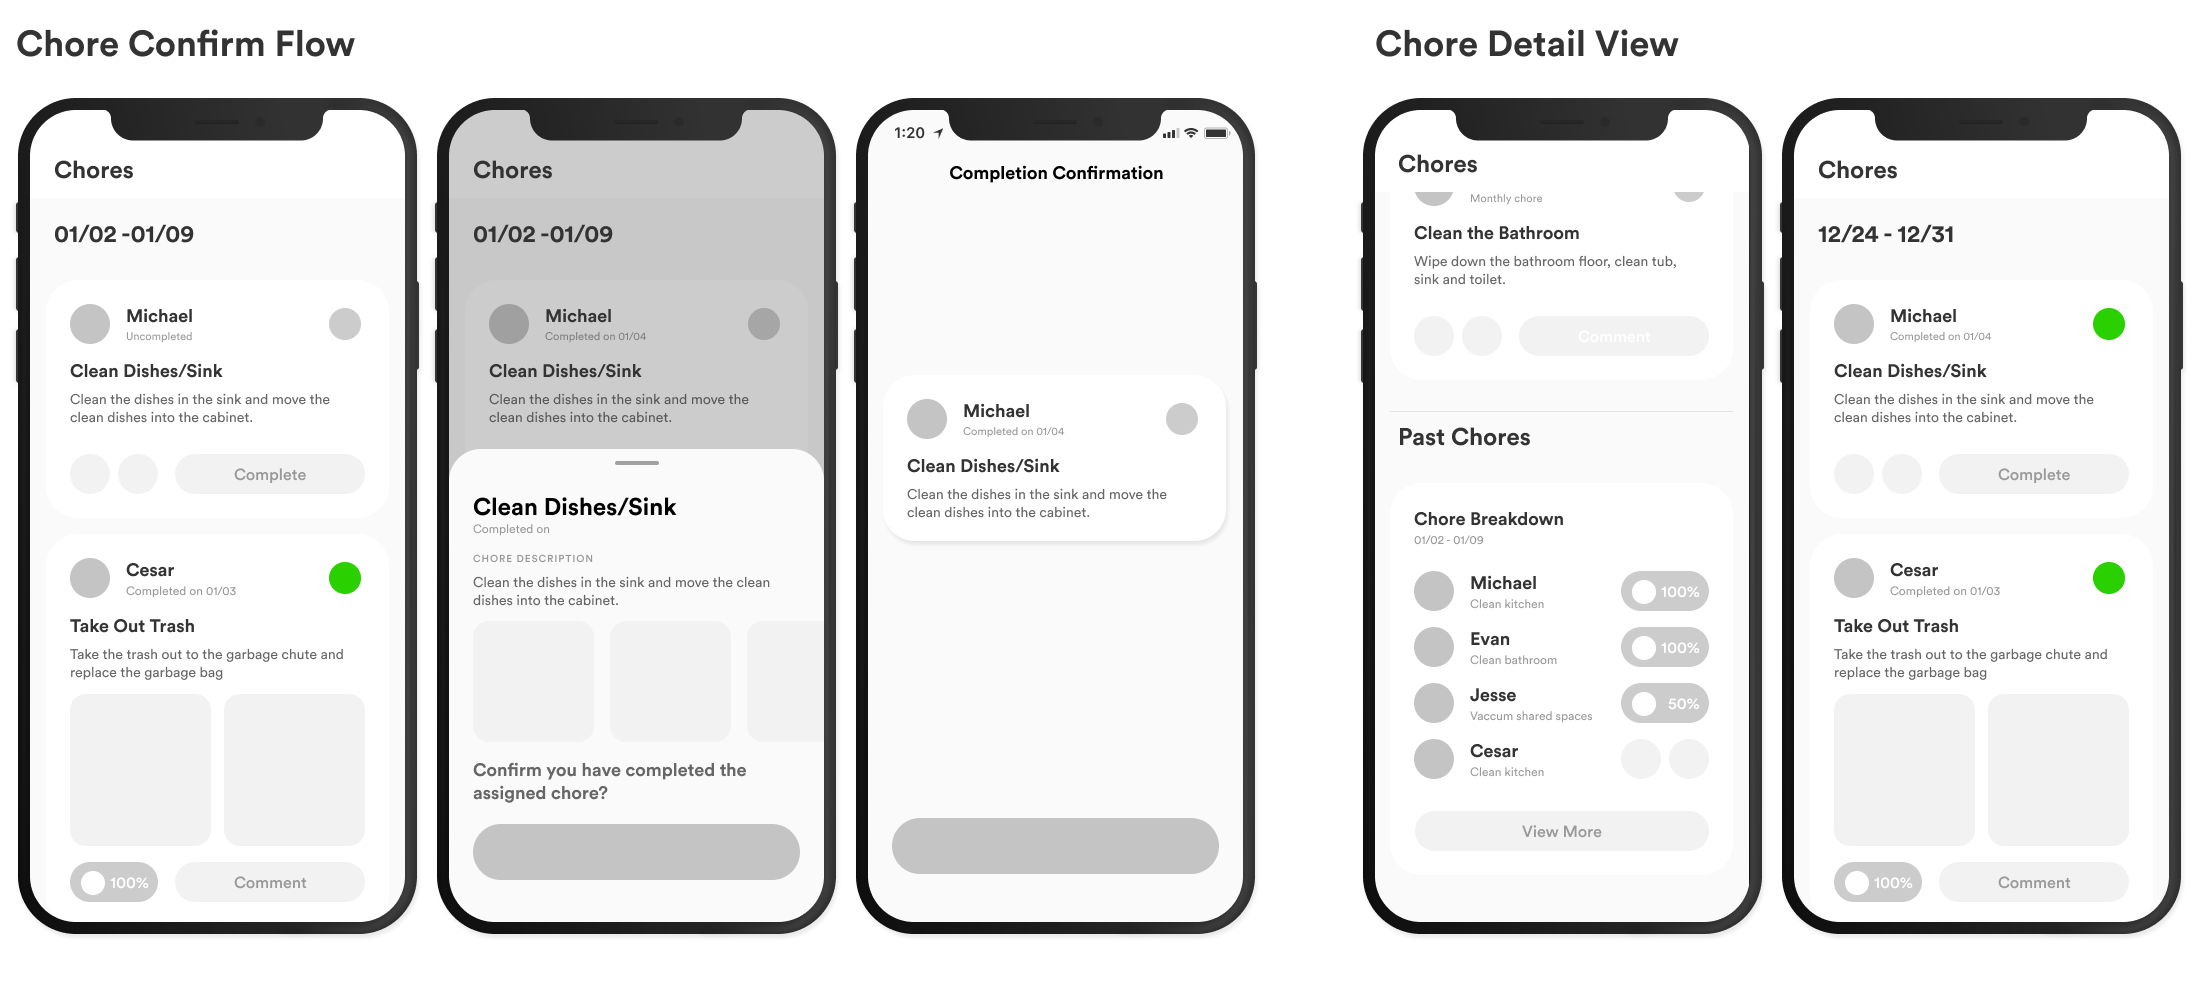 Chore Confirm Flow
Chores
01/02 -01/09
Michael
Uncompleted
Clean Dishes/Sink
Clean the dishes in the sink and move the
clean dishes into the cabinet.
Complete
Cesar
Completed on 01/03
Take Out Trash
Take the trash out to the garbage chute and
replace the garbage bag
100%
Comment
Chores
01/02 -01/09
Michael
Completed on 01/04
Clean Dishes/Sink
Clean the dishes in the sink and move the
clean dishes into the cabinet.
Clean Dishes/Sink
Completed on
CHORE DESCRIPTION
Clean the dishes in the sink and move the clean
dishes into the cabinet.
Confirm you have completed the
assigned chore?
1:20
Completion Confirmation
Michael
Completed on 01/04
Clean Dishes/Sink
Clean the dishes in the sink and move the
clean dishes into the cabinet.
Chore Detail View
Chores
Monthly chore
Clean the Bathroom
Wipe down the bathroom floor, clean tub,
sink and toilet.
Comment
Past Chores
Chore Breakdown
01/02 - 01/09
Michael
Clean kitchen
100%
Evan
Clean bathroom
100%
Jesse
Vaccum shared spaces
50%
Cesar
Clean kitchen
View More
Chores
12/24 - 12/31
Michael
Completed on 01/04
Clean Dishes/Sink
Clean the dishes in the sink and move the
clean dishes into the cabinet.
Complete
Cesar
Completed on 01/03
Take Out Trash
Take the trash out to the garbage chute and
replace the garbage bag
100%
Comment